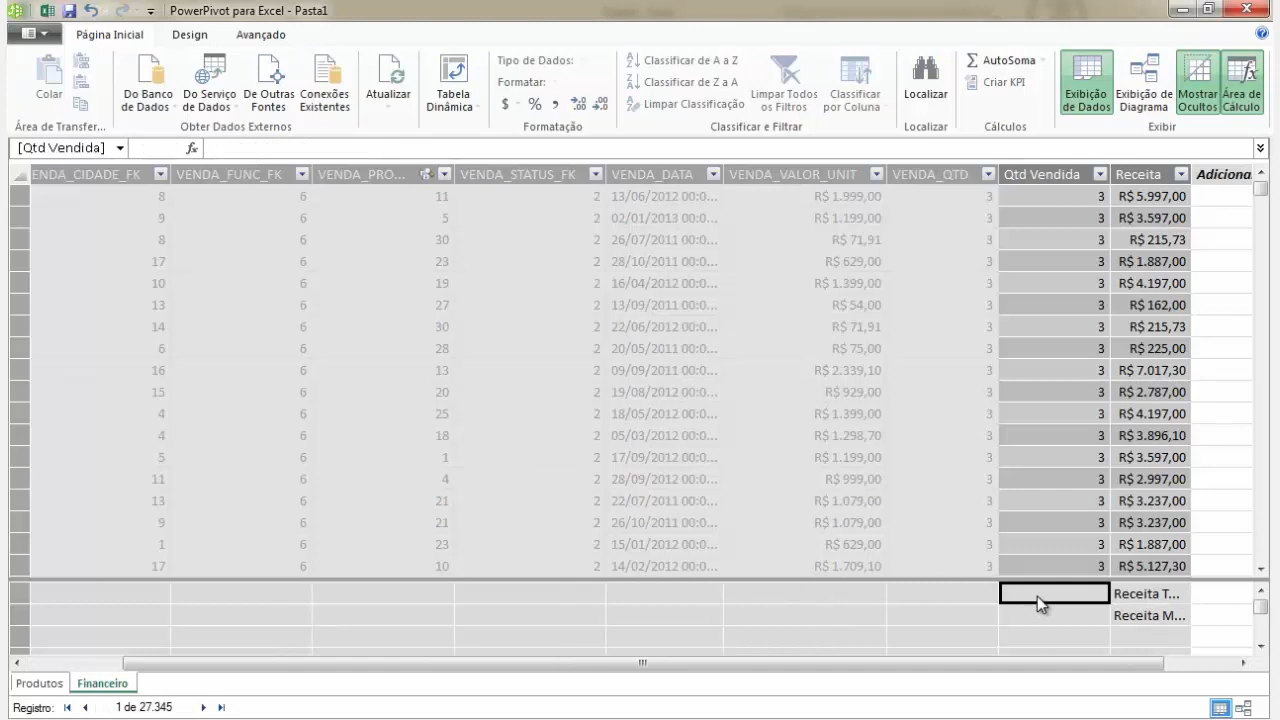 PowerPivot para Excel - Pasta1
Página Inicial Design Avançado
Colar
Do Banco de Dados
Do Serviço de Dados
De Outras Fontes
Conexões Existentes
Atualizar
Tabela Dinâmica
Tipo de Dados:
Formatar:
$ % ,
Classificar de A a Z
Classificar de Z a A
Limpar Classificação
Limpar Todos os Filtros
Classificar por Coluna
Localizar
AutoSoma
Criar KPI
Exibição de Dados
Exibição de Diagrama
Mostrar Ocultos
Área de Cálculo
Área de Transfer... Obter Dados Externos Formatação Classificar e Filtrar Localizar Cálculos Exibir
[Qtd Vendida] fx
ENDA_CIDADE_FK VENDA_FUNC_FK VENDA_PRO... VENDA_STATUS_FK VENDA_DATA VENDA_VALOR_UNIT VENDA_QTD Qtd Vendida Receita Adiciona
8 6 11 2 13/06/2012 00:0... R$ 1.999,00 3 3 R$ 5.997,00
9 6 5 2 02/01/2013 00:0... R$ 1.199,00 3 3 R$ 3.597,00
8 6 30 2 26/07/2011 00:0... R$ 71,91 3 3 R$ 215,73
17 6 23 2 28/10/2011 00:0... R$ 629,00 3 3 R$ 1.887,00
10 6 19 2 16/04/2012 00:0... R$ 1.399,00 3 3 R$ 4.197,00
13 6 27 2 13/09/2011 00:0... R$ 54,00 3 3 R$ 162,00
14 6 30 2 22/06/2012 00:0... R$ 71,91 3 3 R$ 215,73
6 6 28 2 20/05/2011 00:0... R$ 75,00 3 3 R$ 225,00
16 6 13 2 09/09/2011 00:0... R$ 2.339,10 3 3 R$ 7.017,30
15 6 20 2 19/08/2012 00:0... R$ 929,00 3 3 R$ 2.787,00
4 6 25 2 18/05/2012 00:0... R$ 1.399,00 3 3 R$ 4.197,00
4 6 18 2 05/03/2012 00:0... R$ 1.298,70 3 3 R$ 3.896,10
5 6 1 2 17/09/2012 00:0... R$ 1.199,00 3 3 R$ 3.597,00
11 6 4 2 28/09/2012 00:0... R$ 999,00 3 3 R$ 2.997,00
13 6 21 2 22/07/2011 00:0... R$ 1.079,00 3 3 R$ 3.237,00
9 6 21 2 26/10/2011 00:0... R$ 1.079,00 3 3 R$ 3.237,00
1 6 23 2 15/01/2012 00:0... R$ 629,00 3 3 R$ 1.887,00
17 6 10 2 14/02/2012 00:0... R$ 1.709,10 3 3 R$ 5.127,30
Receita T...
Receita M...
Produtos Financeiro
Registro: 1 de 27.345